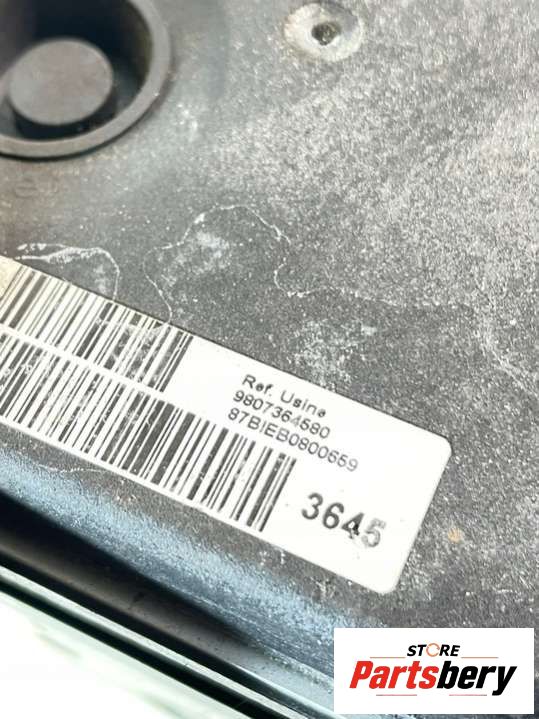 Ref. Usine
9807364580
87BIEB0800659
3645
STORE
Partsbery